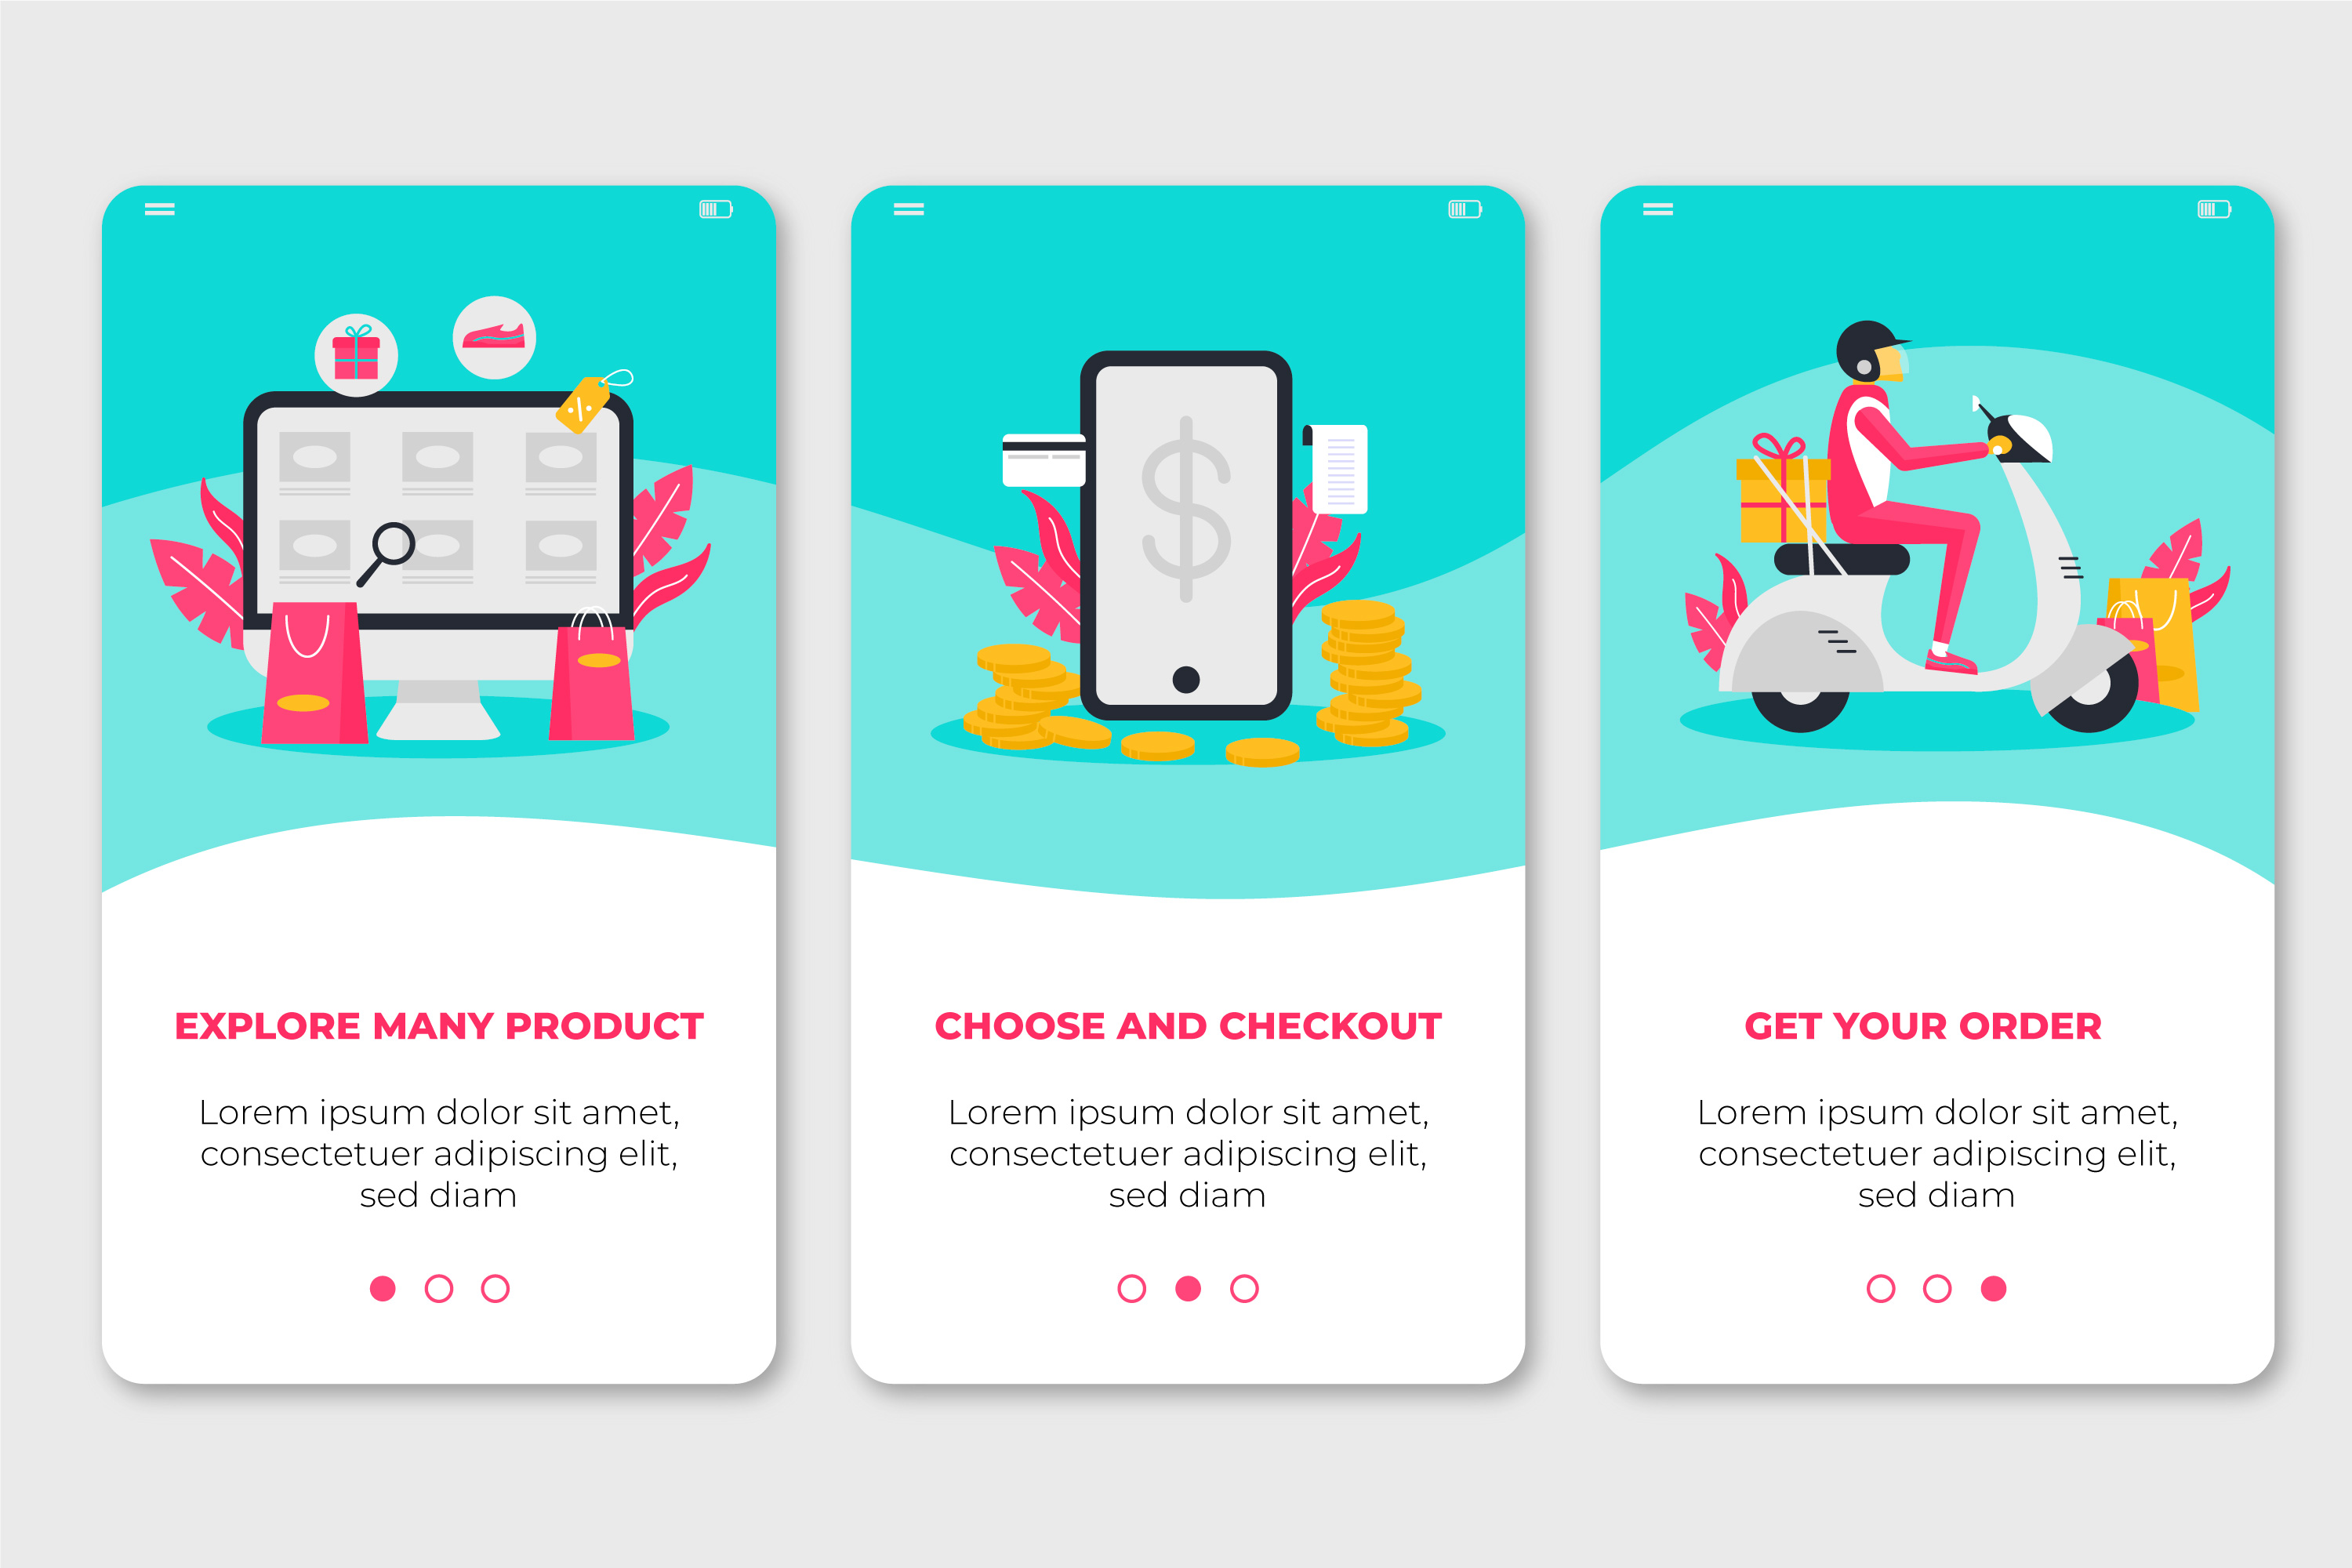 EXPLORE MANY PRODUCT
Lorem ipsum dolor sit amet,
consectetuer adipiscing elit,
sed diam
CHOOSE AND CHECKOUT
Lorem ipsum dolor sit amet,
consectetuer adipiscing elit,
sed diam
GET YOUR ORDER
Lorem ipsum dolor sit amet,
consectetuer adipiscing elit,
sed diam